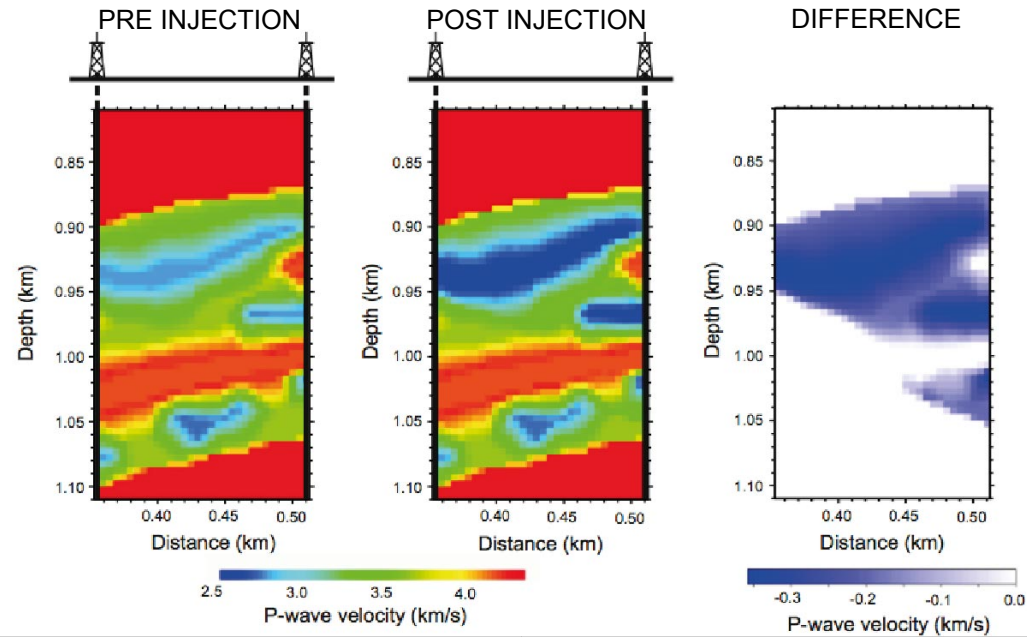 PRE INJECTION
POST INJECTION
DIFFERENCE
0.85
0.90
0.95
1.00
1.05
1.10
Depth (km)
0.40 0.45 0.50
Distance (km)
0.85
0.90
0.95
1.00
1.05
1.10
Depth (km)
0.40 0.45 0.50
Distance (km)
0.85
0.90
0.95
1.00
1.05
1.10
Depth (km)
0.40 0.45 0.50
Distance (km)
2.5 3.0 3.5 4.0
P-wave velocity (km/s)
-0.3 -0.2 -0.1 0.0
P-wave velocity (km/s)